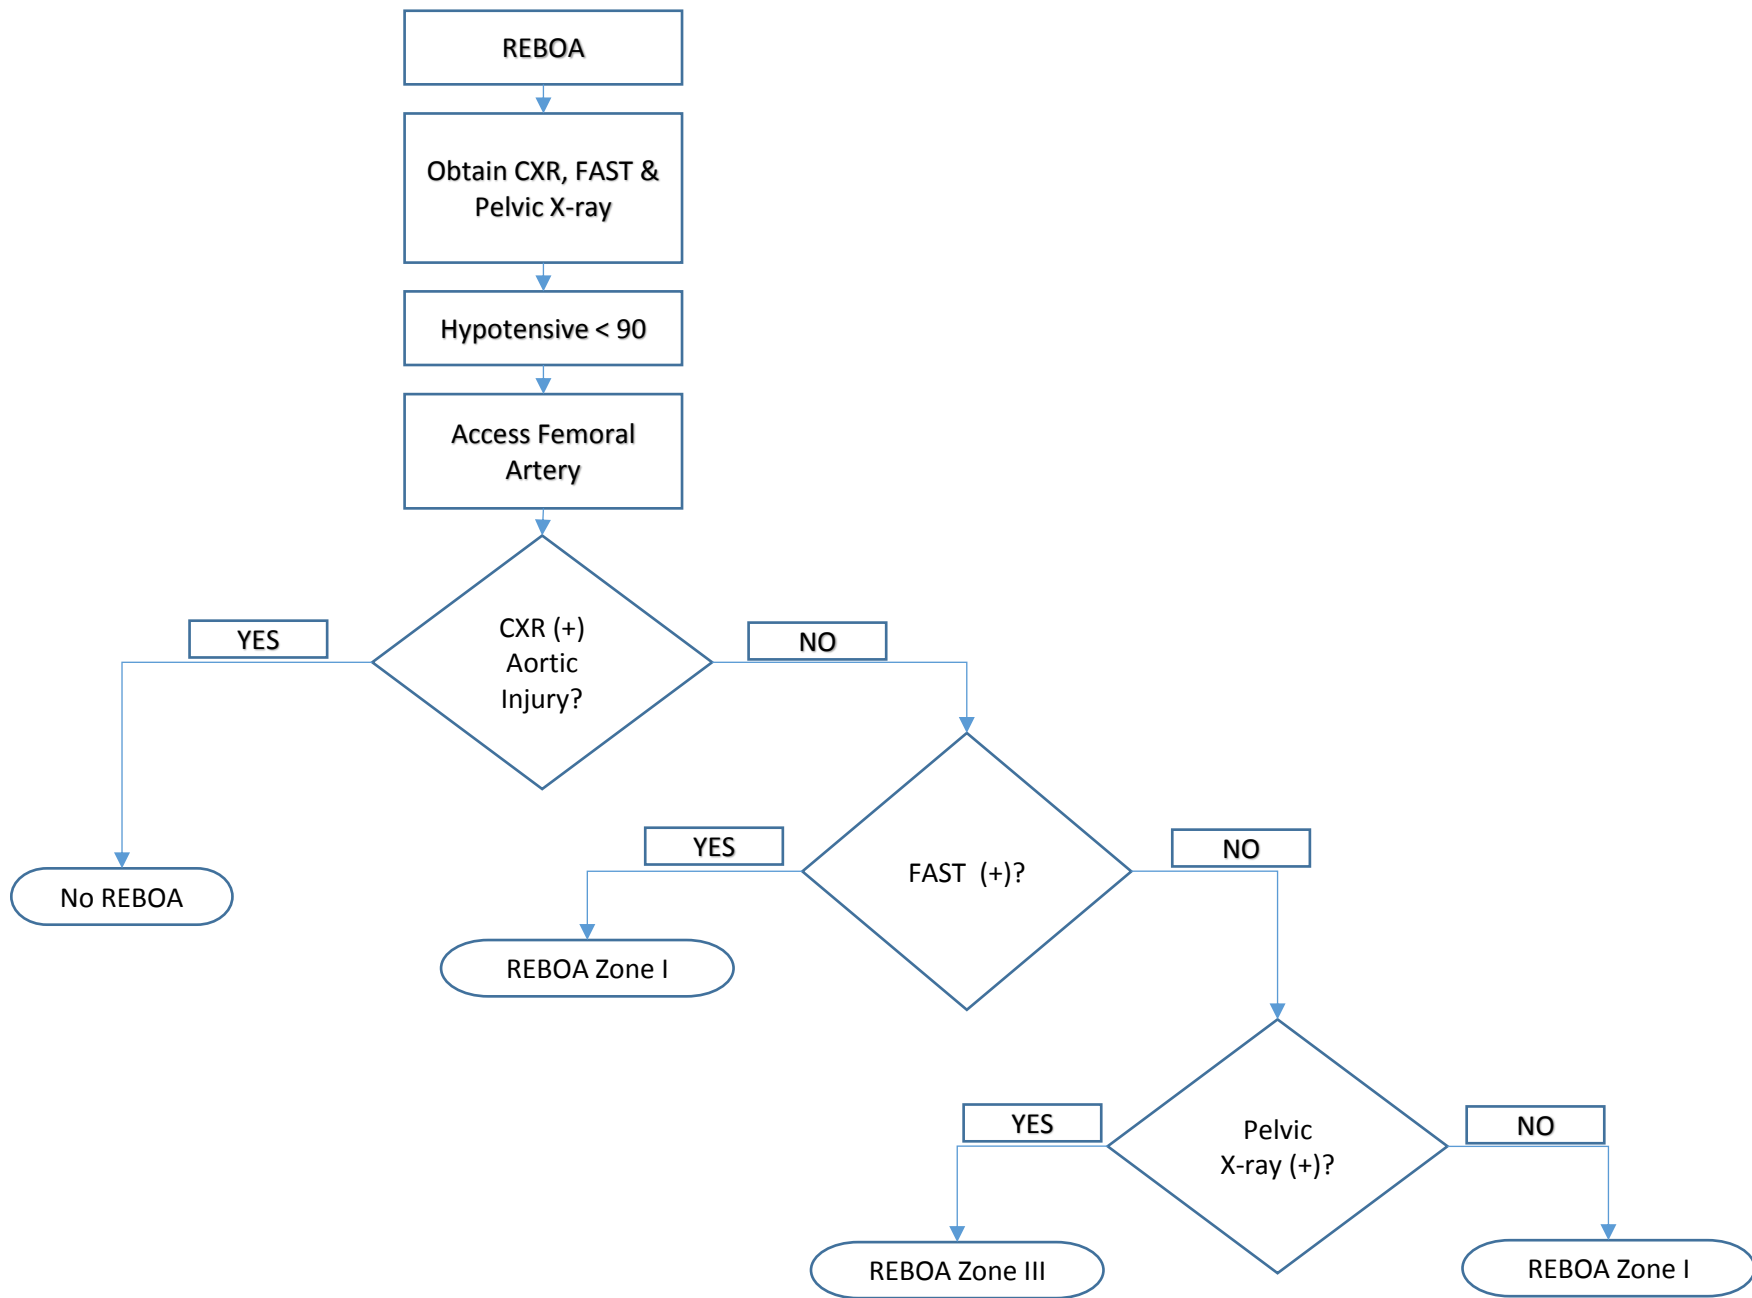 REBOA
Obtain CXR, FAST &
Pelvic X-ray
Hypotensive < 90
Access Femoral
Artery
CXR (+)
Aortic
Injury?
YES
NO
No REBOA
FAST (+)?
YES
NO
REBOA Zone I
Pelvic
X-ray (+)?
YES
NO
REBOA Zone III
REBOA Zone I